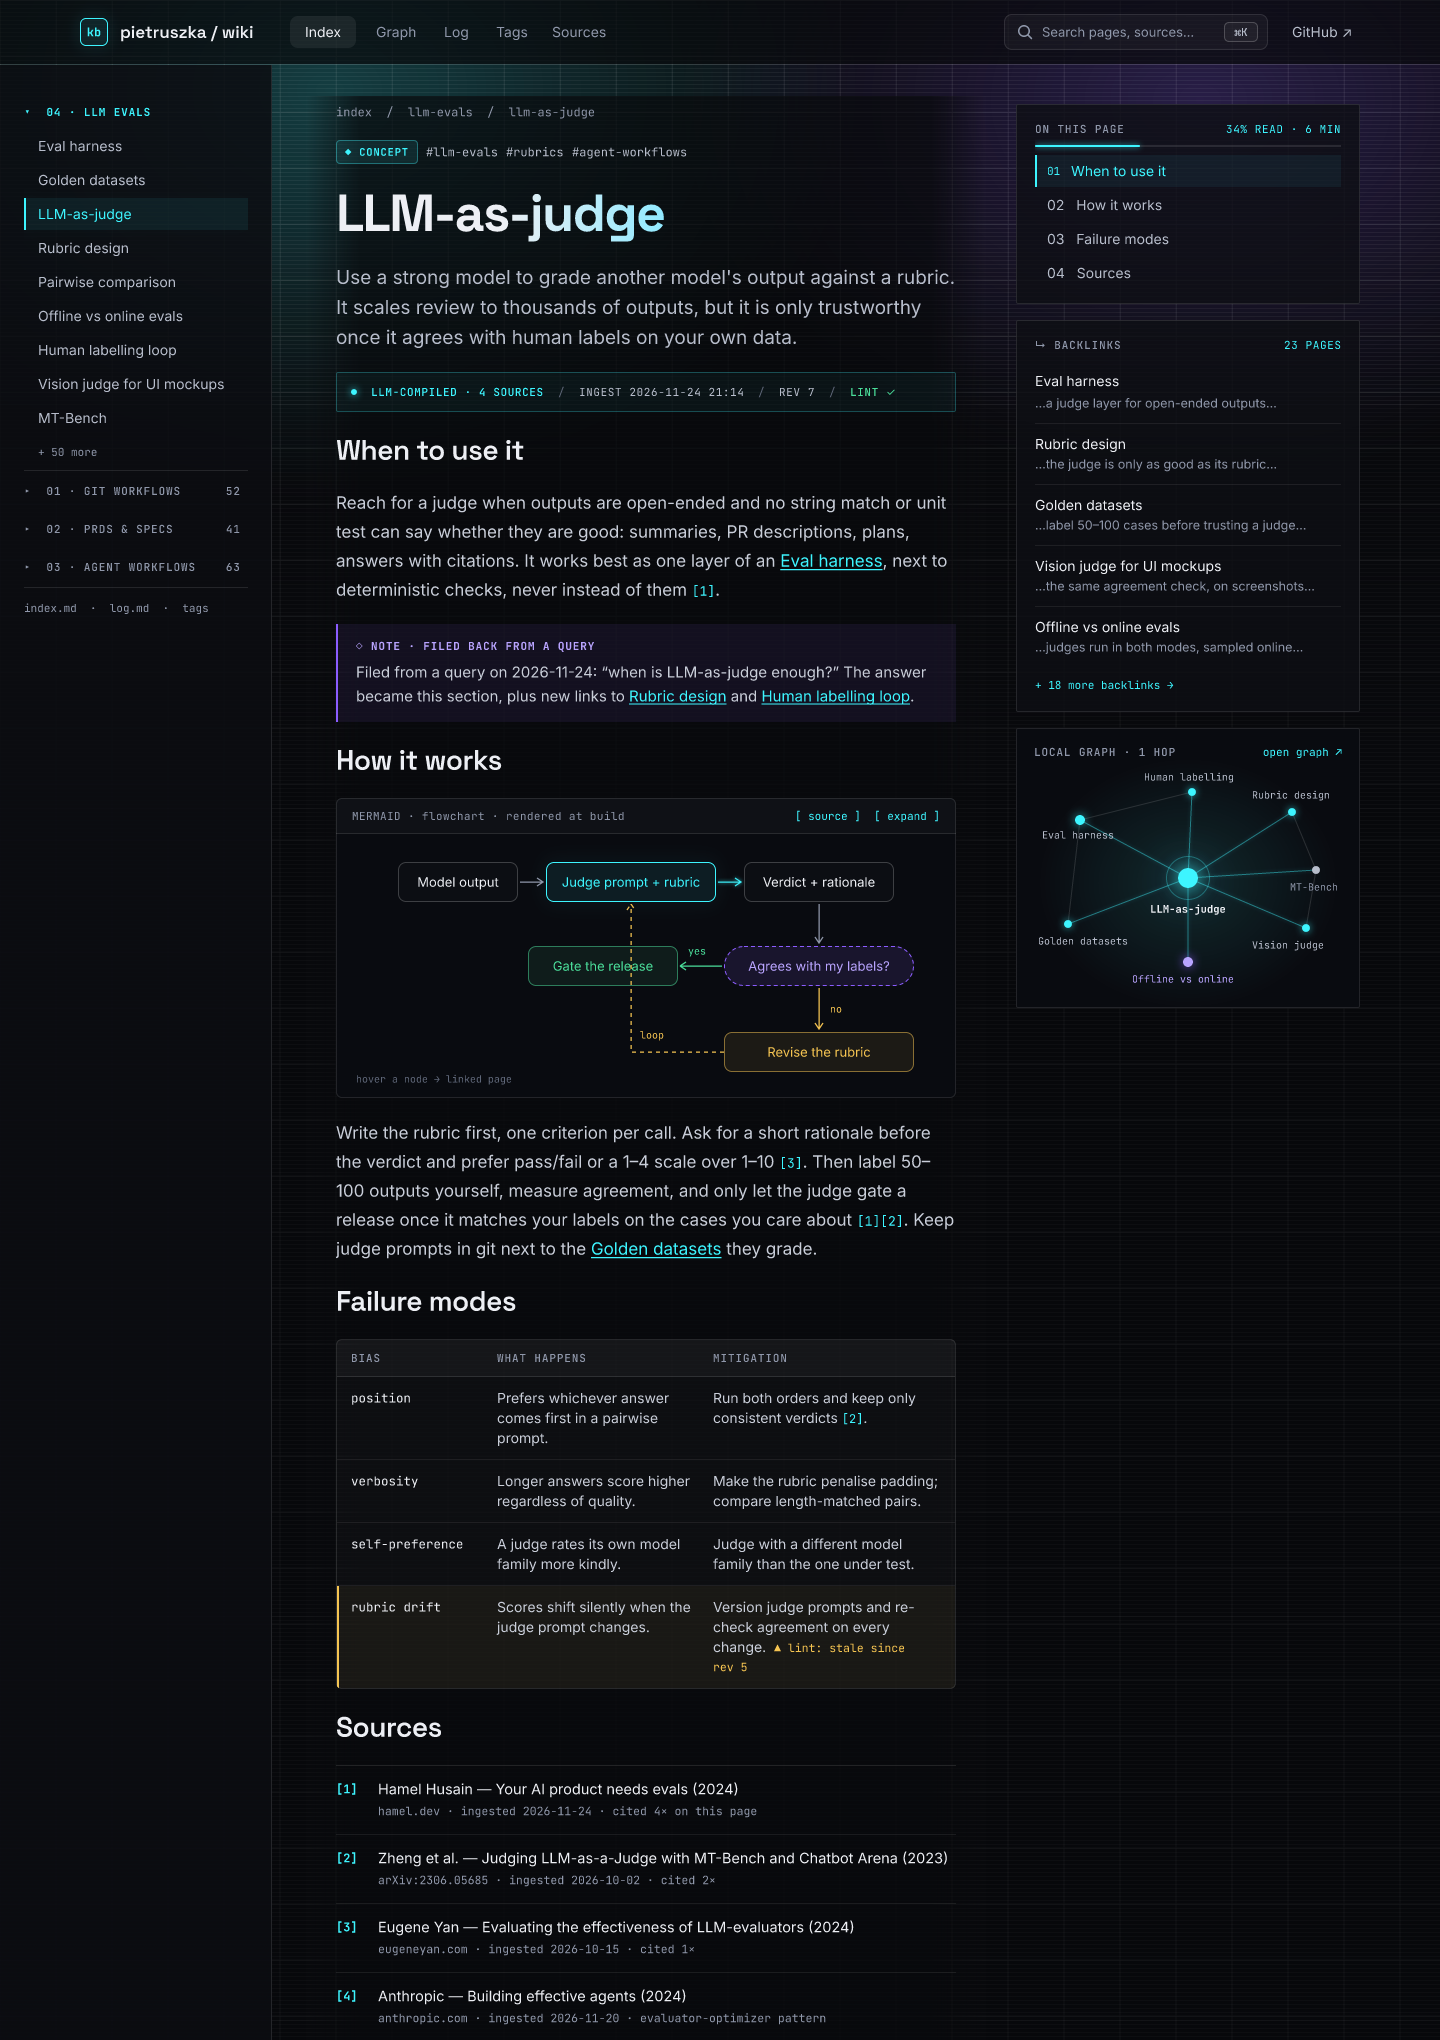 kb pietruszka / wiki Index Graph Log Tags Sources Search pages, sources... ⌘K GitHub ↗
▾ 04 · LLM EVALS
Eval harness
Golden datasets
LLM-as-judge
Rubric design
Pairwise comparison
Offline vs online evals
Human labelling loop
Vision judge for UI mockups
MT-Bench
+ 50 more
▸ 01 · GIT WORKFLOWS 52
▸ 02 · PRDS & SPECS 41
▸ 03 · AGENT WORKFLOWS 63
index.md · log.md · tags
index / llm-evals / llm-as-judge
◆ CONCEPT #llm-evals #rubrics #agent-workflows
LLM-as-judge
Use a strong model to grade another model's output against a rubric.
It scales review to thousands of outputs, but it is only trustworthy
once it agrees with human labels on your own data.
LLM-COMPILED · 4 SOURCES / INGEST 2026-11-24 21:14 / REV 7 / LINT ✓
When to use it
Reach for a judge when outputs are open-ended and no string match or unit
test can say whether they are good: summaries, PR descriptions, plans,
answers with citations. It works best as one layer of an Eval harness, next to
deterministic checks, never instead of them [1].
◇ NOTE · FILED BACK FROM A QUERY
Filed from a query on 2026-11-24: “when is LLM-as-judge enough?” The answer
became this section, plus new links to Rubric design and Human labelling loop.
How it works
MERMAID · flowchart · rendered at build [ source ] [ expand ]
Model output
Judge prompt + rubric
Verdict + rationale
Gate the release
yes
Agrees with my labels?
no
loop
Revise the rubric
hover a node → linked page
Write the rubric first, one criterion per call. Ask for a short rationale before
the verdict and prefer pass/fail or a 1–4 scale over 1–10 [3]. Then label 50–
100 outputs yourself, measure agreement, and only let the judge gate a
release once it matches your labels on the cases you care about [1][2]. Keep
judge prompts in git next to the Golden datasets they grade.
Failure modes
BIAS WHAT HAPPENS MITIGATION
position
Prefers whichever answer
comes first in a pairwise
prompt.
Run both orders and keep only
consistent verdicts [2].
verbosity
Longer answers score higher
regardless of quality.
Make the rubric penalise padding;
compare length-matched pairs.
self-preference
A judge rates its own model
family more kindly.
Judge with a different model
family than the one under test.
rubric drift
Scores shift silently when the
judge prompt changes.
Version judge prompts and re-
check agreement on every
change. ▲ lint: stale since
rev 5
Sources
[1] Hamel Husain — Your AI product needs evals (2024)
hamel.dev · ingested 2026-11-24 · cited 4× on this page
[2] Zheng et al. — Judging LLM-as-a-Judge with MT-Bench and Chatbot Arena (2023)
arXiv:2306.05685 · ingested 2026-10-02 · cited 2×
[3] Eugene Yan — Evaluating the effectiveness of LLM-evaluators (2024)
eugeneyan.com · ingested 2026-10-15 · cited 1×
[4] Anthropic — Building effective agents (2024)
anthropic.com · ingested 2026-11-20 · evaluator-optimizer pattern
ON THIS PAGE 34% READ · 6 MIN
01 When to use it
02 How it works
03 Failure modes
04 Sources
↳ BACKLINKS 23 PAGES
Eval harness
…a judge layer for open-ended outputs…
Rubric design
…the judge is only as good as its rubric…
Golden datasets
…label 50–100 cases before trusting a judge…
Vision judge for UI mockups
…the same agreement check, on screenshots…
Offline vs online evals
…judges run in both modes, sampled online…
+ 18 more backlinks →
LOCAL GRAPH · 1 HOP open graph ↗
Human labelling
Rubric design
Eval harness
MT-Bench
LLM-as-judge
Golden datasets
Vision judge
Offline vs online